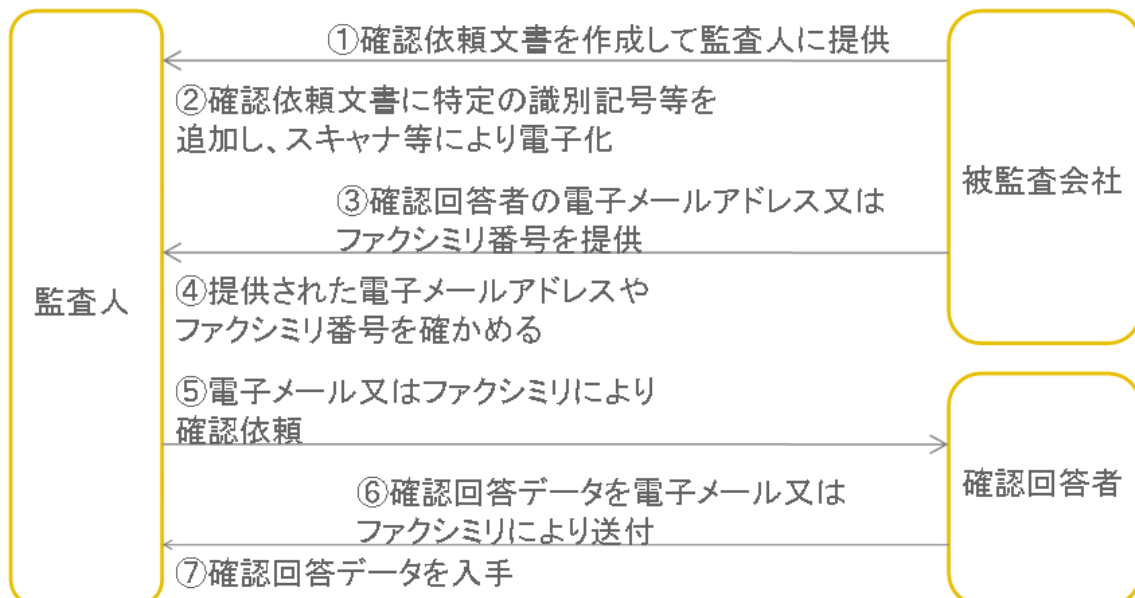 ①確認依頼文書を作成して監査人に提供
②確認依頼文書に特定の識別記号等を
追加し、スキャナ等により電子化
被監査会社
③確認回答者の電子メールアドレス又は
ファクシミリ番号を提供
監査人
④提供された電子メールアドレスや
ファクシミリ番号を確かめる
⑤電子メール又はファクシミリにより
確認依頼
確認回答者
⑥確認回答データを電子メール又は
ファクシミリにより送付
⑦確認回答データを入手